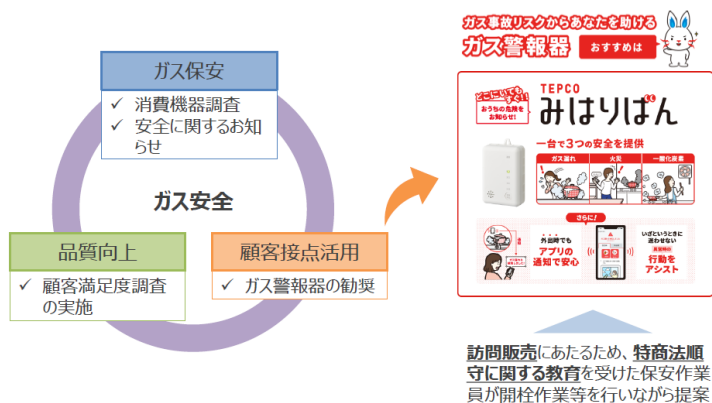 ガス保安
✓ 消費機器調査
✓ 安全に関するお知
らせ
ガス安全
品質向上
✓ 顧客満足度調査
の実施
顧客接点活用
✓ ガス警報器の勧奨
ガス事故リスクからあなたを助ける
ガス警報器
おすすめは
どこにいても
すぐ!!
おうちの危険を
お知らせ!
TEPCO
みはりばん
一台で3つの安全を提供
ガス漏れ
火災
一酸化炭素
さらに!
外出時でも
アプリの
通知で安心
いざというときに
迷わせない
行動を
アシスト
訪問販売にあたるため、特商法順
守に関する教育を受けた保安作業
員が開栓作業等を行いながら提案